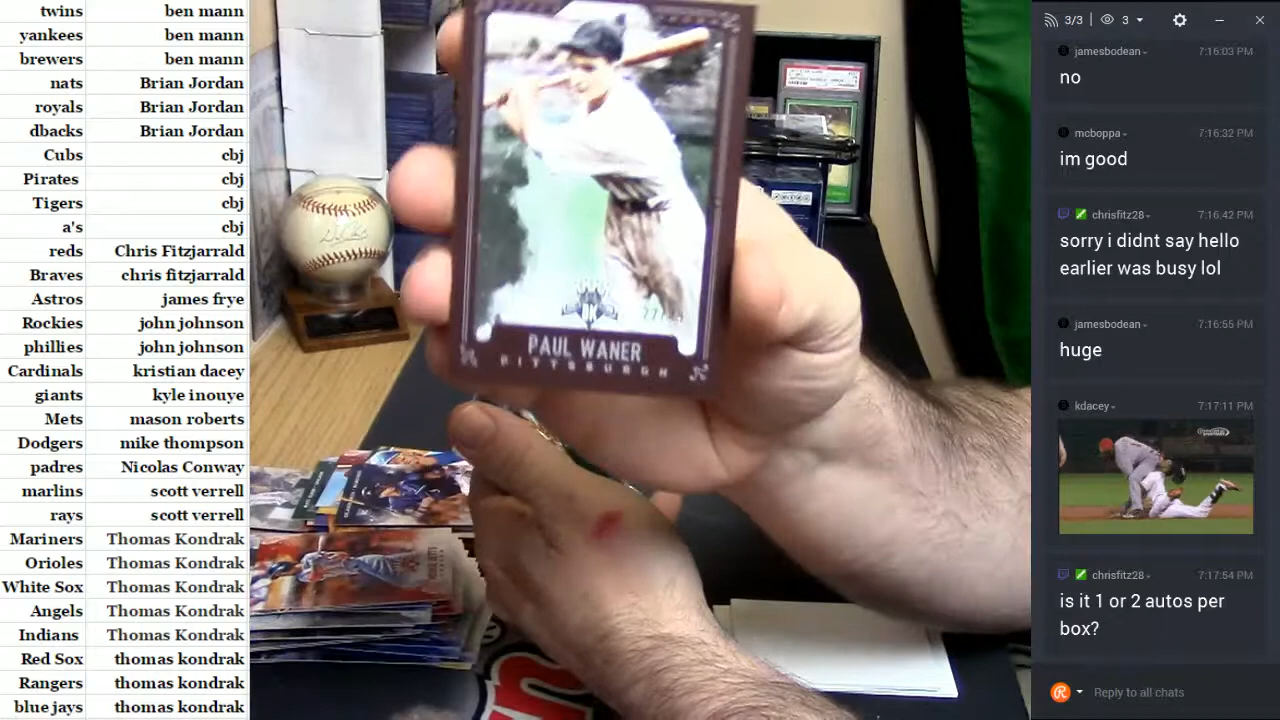 twins ben mann
yankees ben mann
brewers ben mann
nats Brian Jordan
royals Brian Jordan
dbacks Brian Jordan
Cubs cbj
Pirates cbj
Tigers cbj
a's cbj
reds Chris Fitzjarrald
Braves chris fitzjarrald
Astros james frye
Rockies john johnson
phillies john johnson
Cardinals kristian dacey
giants kyle inouye
Mets mason roberts
Dodgers mike thompson
padres Nicolas Conway
marlins scott verrell
rays scott verrell
Mariners Thomas Kondrak
Orioles Thomas Kondrak
White Sox Thomas Kondrak
Angels Thomas Kondrak
Indians Thomas Kondrak
Red Sox thomas kondrak
Rangers thomas kondrak
blue jays thomas kondrak
PAUL WANER
PITTSBURGH
3/3 3
jamesbodean 7:16:03 PM
no
mcboppa 7:16:32 PM
im good
chrisfitz28 7:16:42 PM
sorry i didnt say hello
earlier was busy lol
jamesbodean 7:16:55 PM
huge
kdacey 7:17:11 PM
chrisfitz28 7:17:54 PM
is it 1 or 2 autos per
box?
Reply to all chats